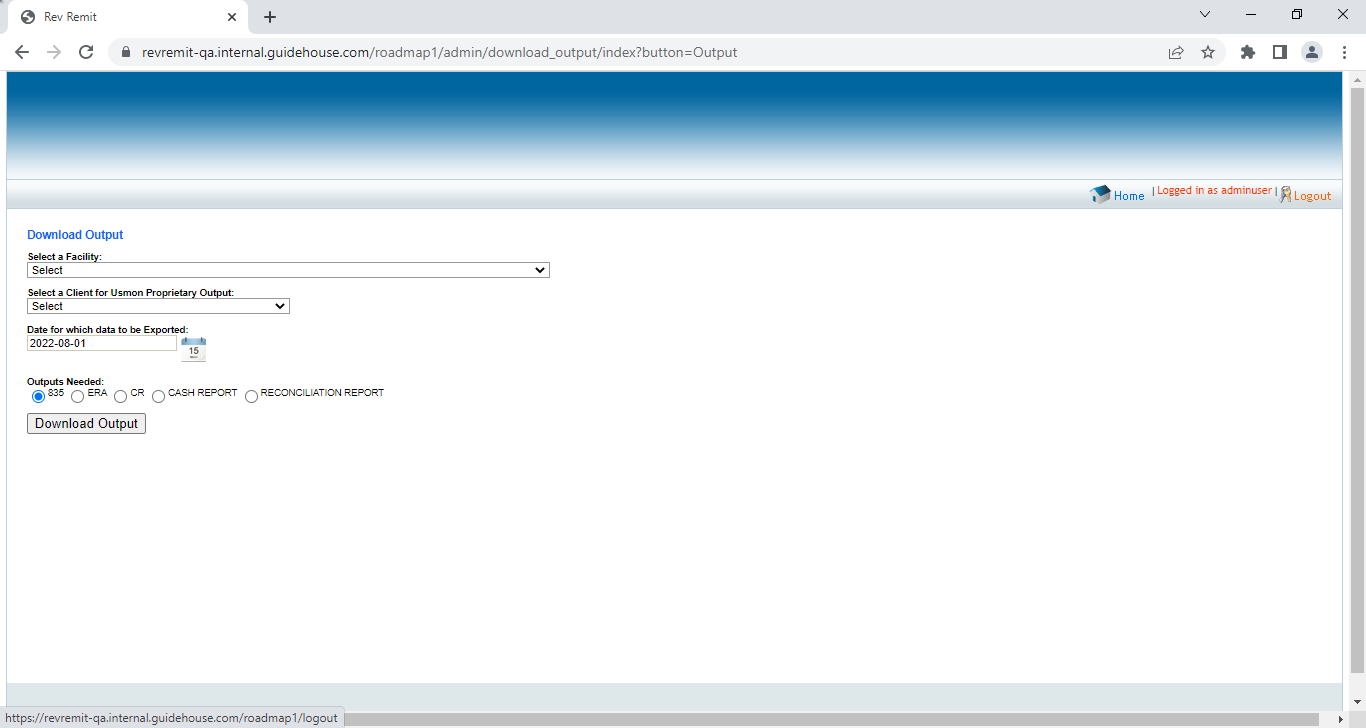 Rev Remit
revremit-qa.internal.guidehouse.com/roadmap1/admin/download_output/index?button=Output
Home | Logged in as adminuser | Logout
Download Output
Select a Facility:
Select
Select a Client for Usmon Proprietary Output:
Select
Date for which data to be Exported:
2022-08-01
15
Outputs Needed:
835 ERA CR CASH REPORT RECONCILIATION REPORT
Download Output
https://revremit-qa.internal.guidehouse.com/roadmap1/logout